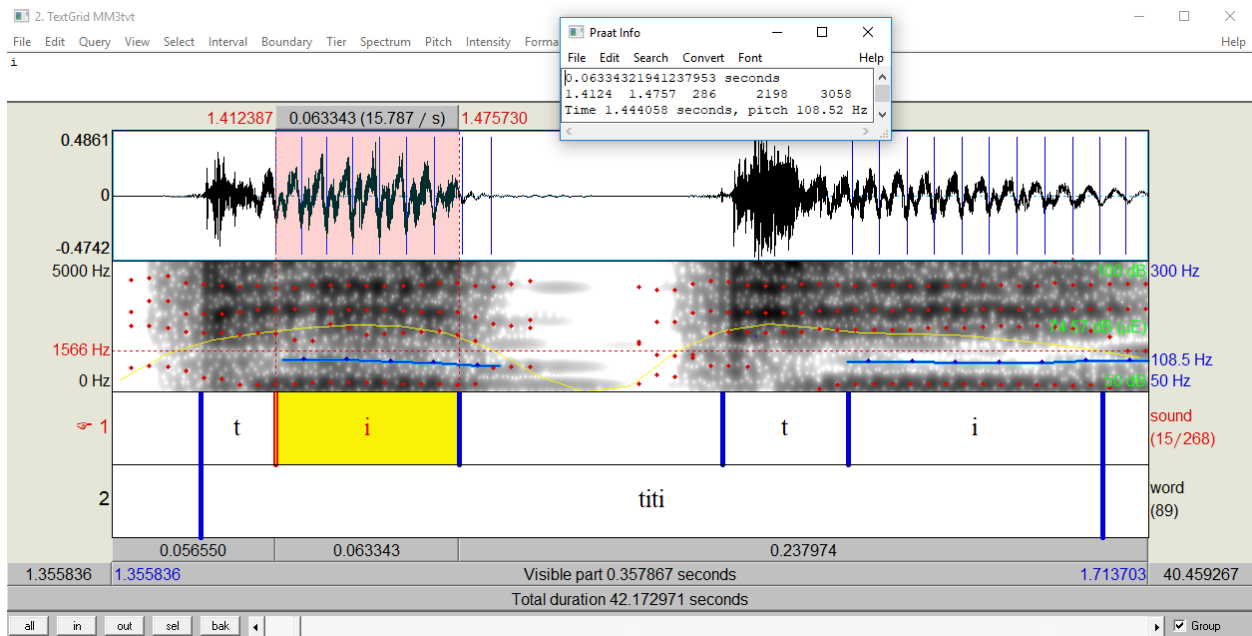 2. TextGrid MM3tvt
File Edit Query View Select Interval Boundary Tier Spectrum Pitch Intensity Forma
Help
i
Praat Info
File Edit Search Convert Font Help
0.06334321941237953 seconds
1.4124 1.4757 286 2198 3058
Time 1.444058 seconds, pitch 108.52 Hz
1.412387 0.063343 (15.787 / s) 1.475730
0.4861
0
-0.4742
5000 Hz 100 dB 300 Hz
1566 Hz
108.5 Hz
0 Hz 50 dB 50 Hz
1 t i t i sound
(15/268)
2 titi word
(89)
0.056550 0.063343 0.237974
1.355836 1.355836 Visible part 0.357867 seconds 1.713703 40.459267
Total duration 42.172971 seconds
all in out sel bak Group